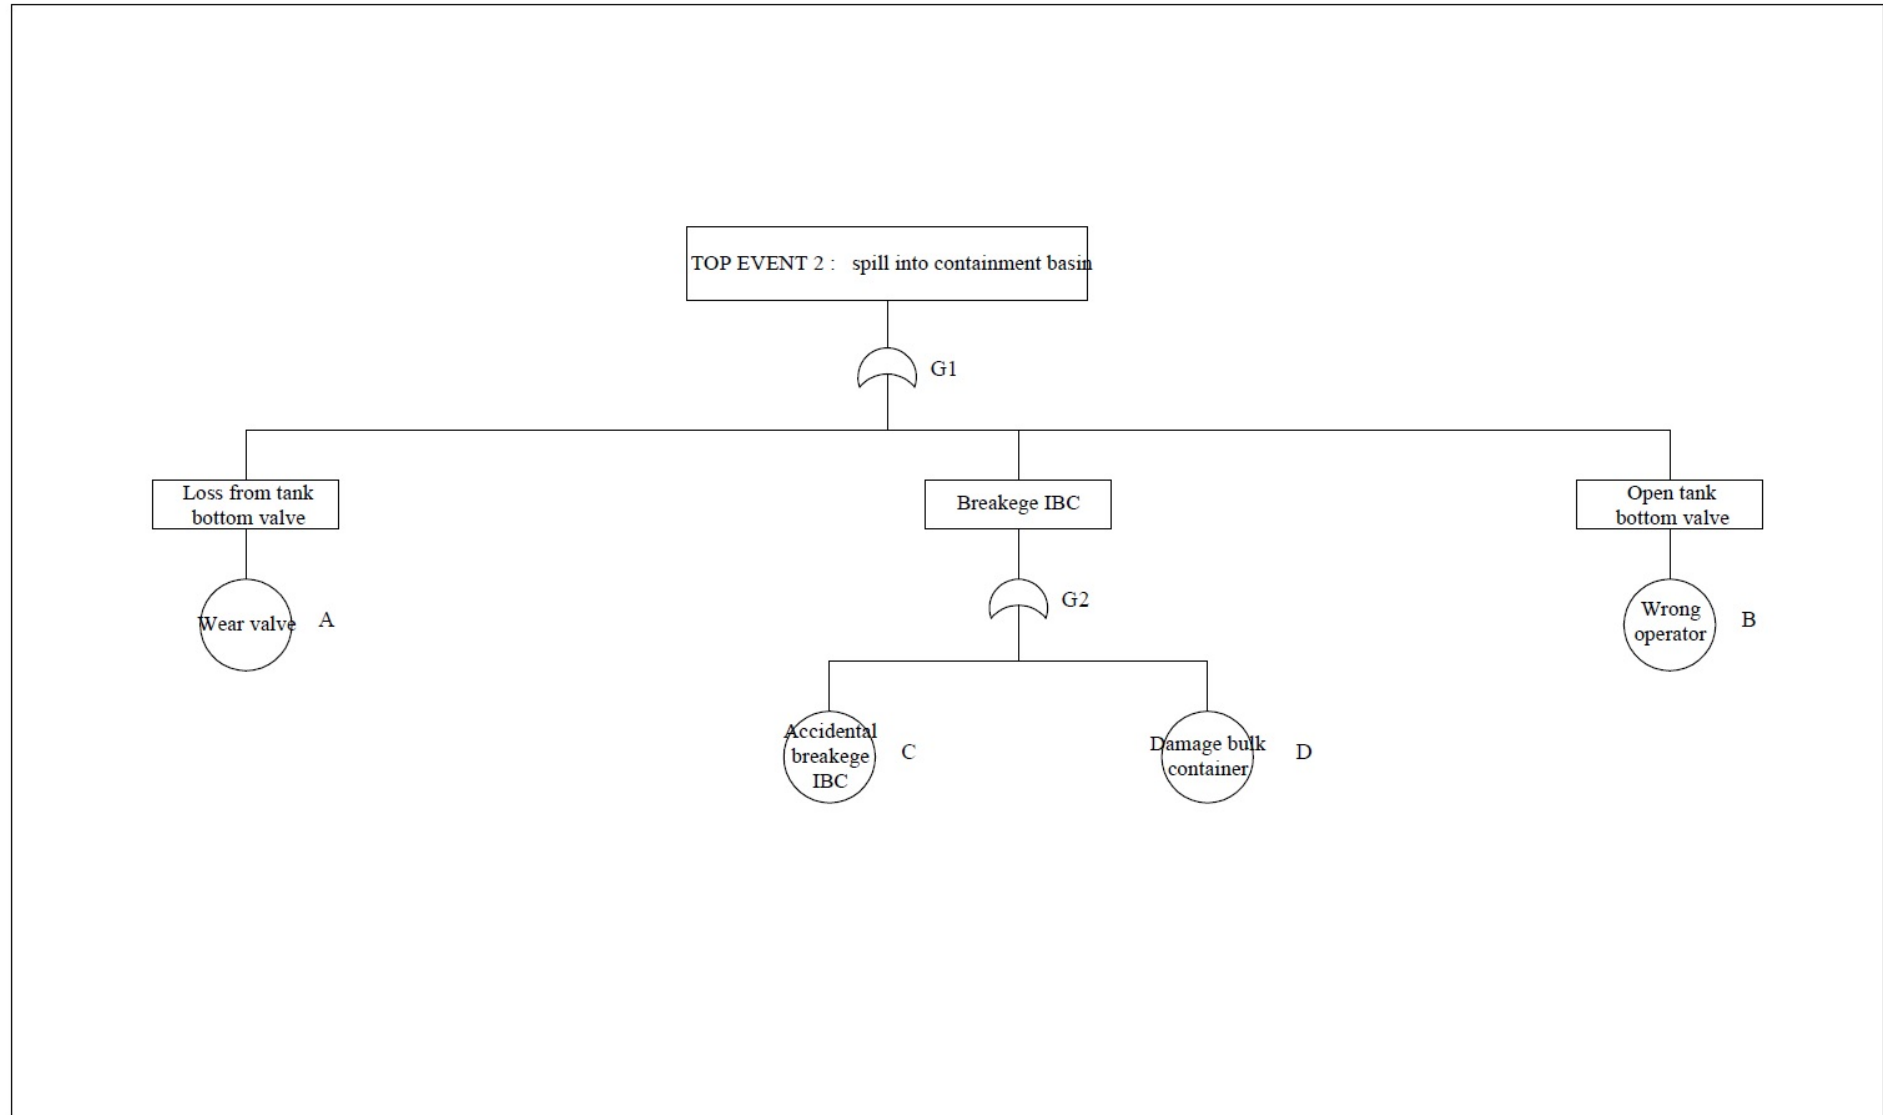 TOP EVENT 2 : spill into containment basin
G1
Loss from tank
bottom valve
Breakege IBC
Open tank
bottom valve
Wear valve
A
G2
Wrong
operator
B
Accidental
breakege
IBC
C
Damage bulk
container
D